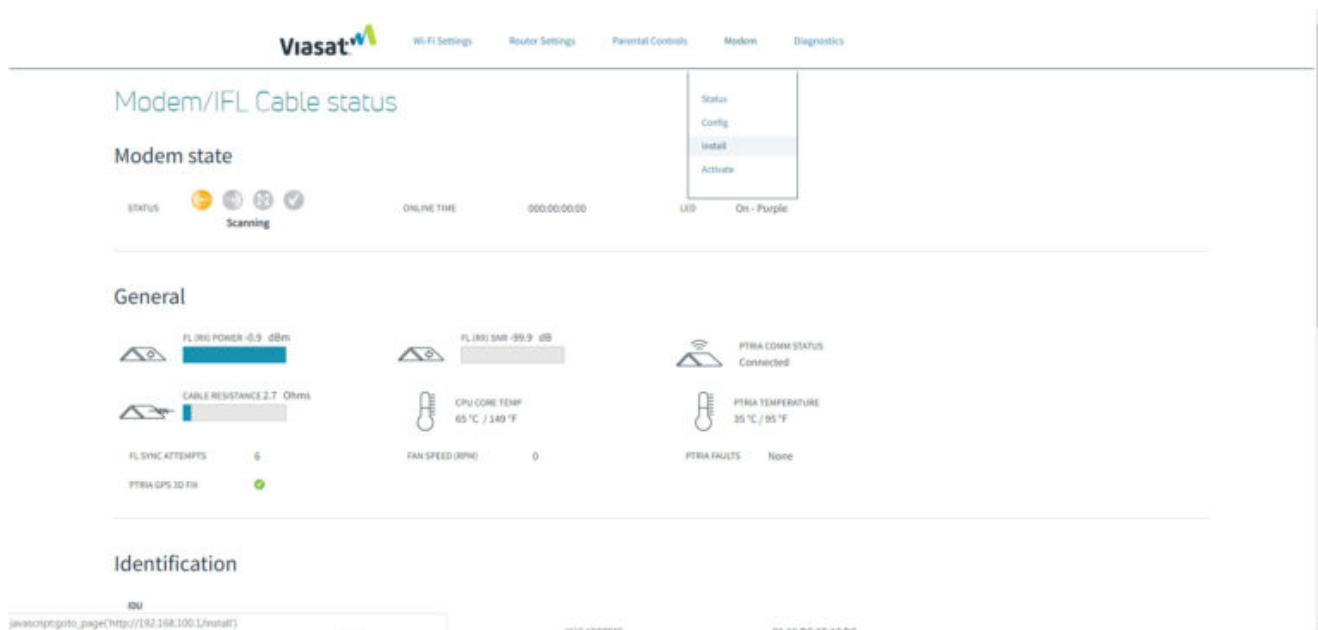 Viasat
Wi-Fi Settings Router Settings Parental Controls Modem Diagnostics
Modem/IFL Cable status
Status
Config
Install
Activate
Modem state
STATUS
Scanning
ONLINE TIME 000:00:00:00
LED On - Purple
General
FL (RX) POWER -0.9 dBm
FL (RX) SNR -99.9 dB
PTRIA COMM STATUS
Connected
CABLE RESISTANCE 2.7 Ohms
CPU CORE TEMP
65 °C / 149 °F
PTRIA TEMPERATURE
35 °C / 95 °F
FL SYNC ATTEMPTS 6
FAN SPEED (RPM) 0
PTRIA FAULTS None
PTRIA GPS 3D FIX
Identification
IDU
javascript:goto_page('http://192.168.100.1/install')